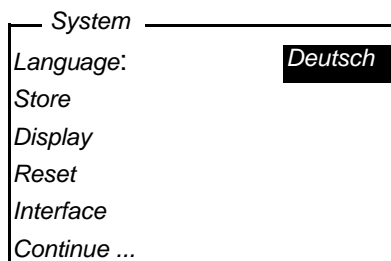 System
Language: Deutsch
Store
Display
Reset
Interface
Continue ...